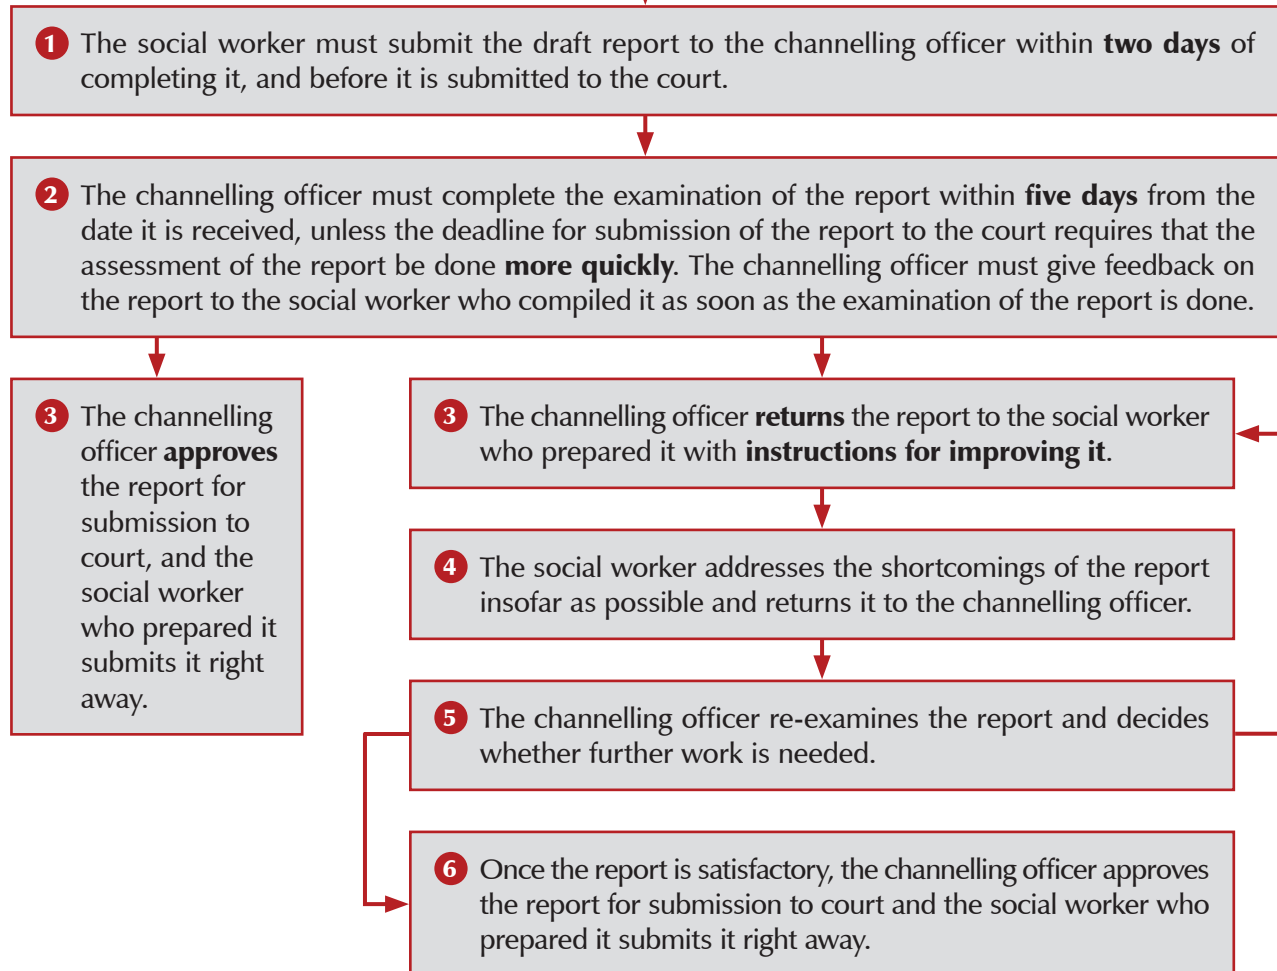 1 The social worker must submit the draft report to the channelling officer within two days of
completing it, and before it is submitted to the court.
2 The channelling officer must complete the examination of the report within five days from the
date it is received, unless the deadline for submission of the report to the court requires that the
assessment of the report be done more quickly. The channelling officer must give feedback on
the report to the social worker who compiled it as soon as the examination of the report is done.
3 The channelling
officer approves
the report for
submission to
court, and the
social worker
who prepared it
submits it right
away.
3 The channelling officer returns the report to the social worker
who prepared it with instructions for improving it.
4 The social worker addresses the shortcomings of the report
insofar as possible and returns it to the channelling officer.
5 The channelling officer re-examines the report and decides
whether further work is needed.
6 Once the report is satisfactory, the channelling officer approves
the report for submission to court and the social worker who
prepared it submits it right away.